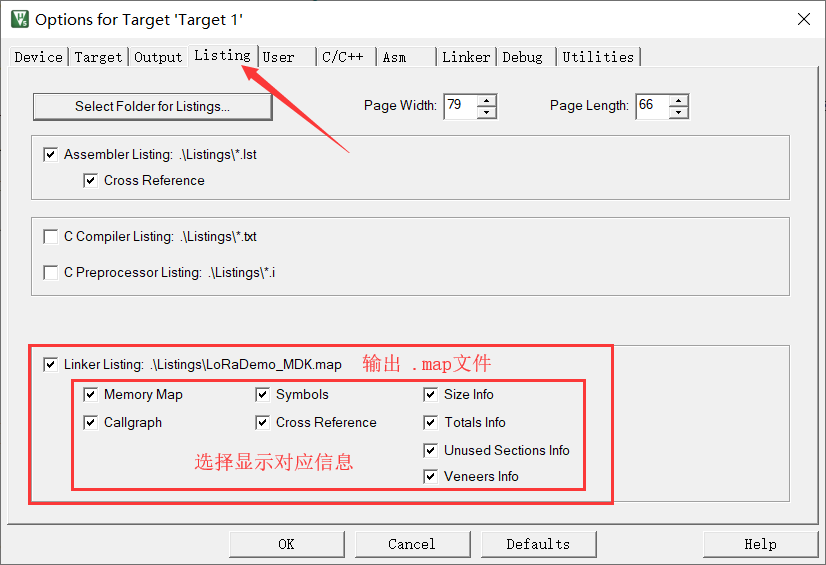 Options for Target 'Target 1'
Device Target Output Listing User C/C++ Asm Linker Debug Utilities
Select Folder for Listings... Page Width: 79 Page Length: 66
Assembler Listing: .\Listings\*.lst
Cross Reference
C Compiler Listing: .\Listings\*.txt
C Preprocessor Listing: .\Listings\*.i
Linker Listing: .\Listings\LoRaDemo_MDK.map 输出 .map文件
Memory Map Symbols Size Info
Callgraph Cross Reference Totals Info
Unused Sections Info
选择显示对应信息
Veneers Info
OK Cancel Defaults Help